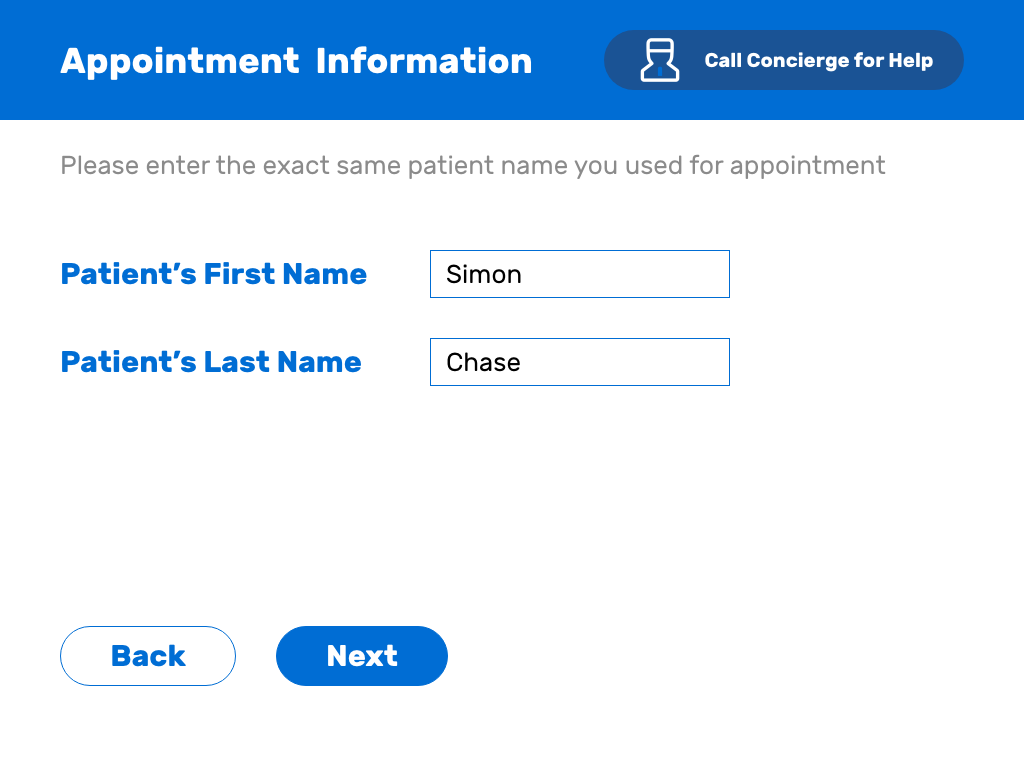 Appointment Information
Call Concierge for Help
Please enter the exact same patient name you used for appointment
Patient’s First Name
Simon
Patient’s Last Name
Chase
Back
Next